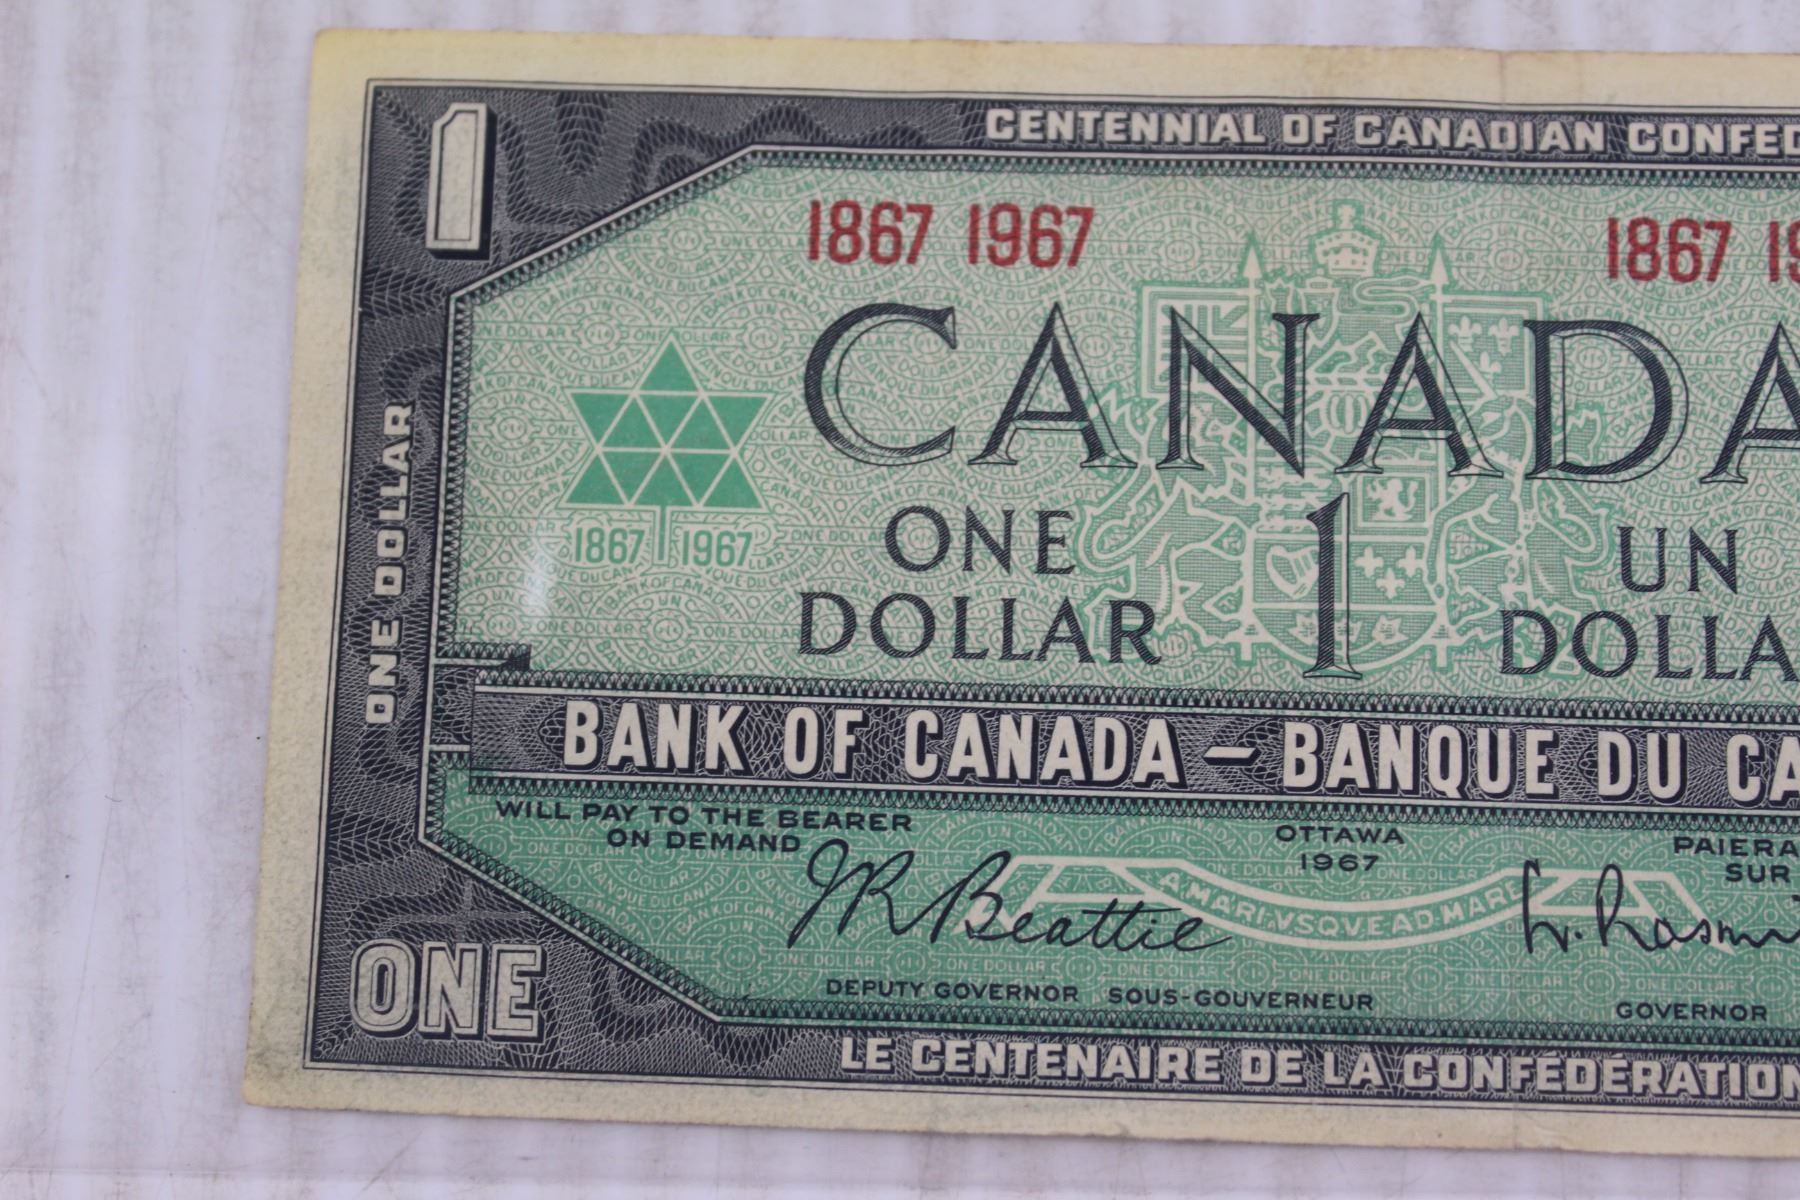 1
CENTENNIAL OF CANADIAN CONFED
1867 1967
1867 19
CANADA
1867 1967
ONE DOLLAR
1
UN DOLLA
ONE DOLLAR
BANK OF CANADA – BANQUE DU CA
WILL PAY TO THE BEARER
ON DEMAND
OTTAWA
1967
PAIERA
SUR
J R Beattie
A·MARI·VSQVE·AD·MARE
L. Rasmi
DEPUTY GOVERNOR SOUS-GOUVERNEUR
GOVERNOR
ONE
LE CENTENAIRE DE LA CONFÉDÉRATION